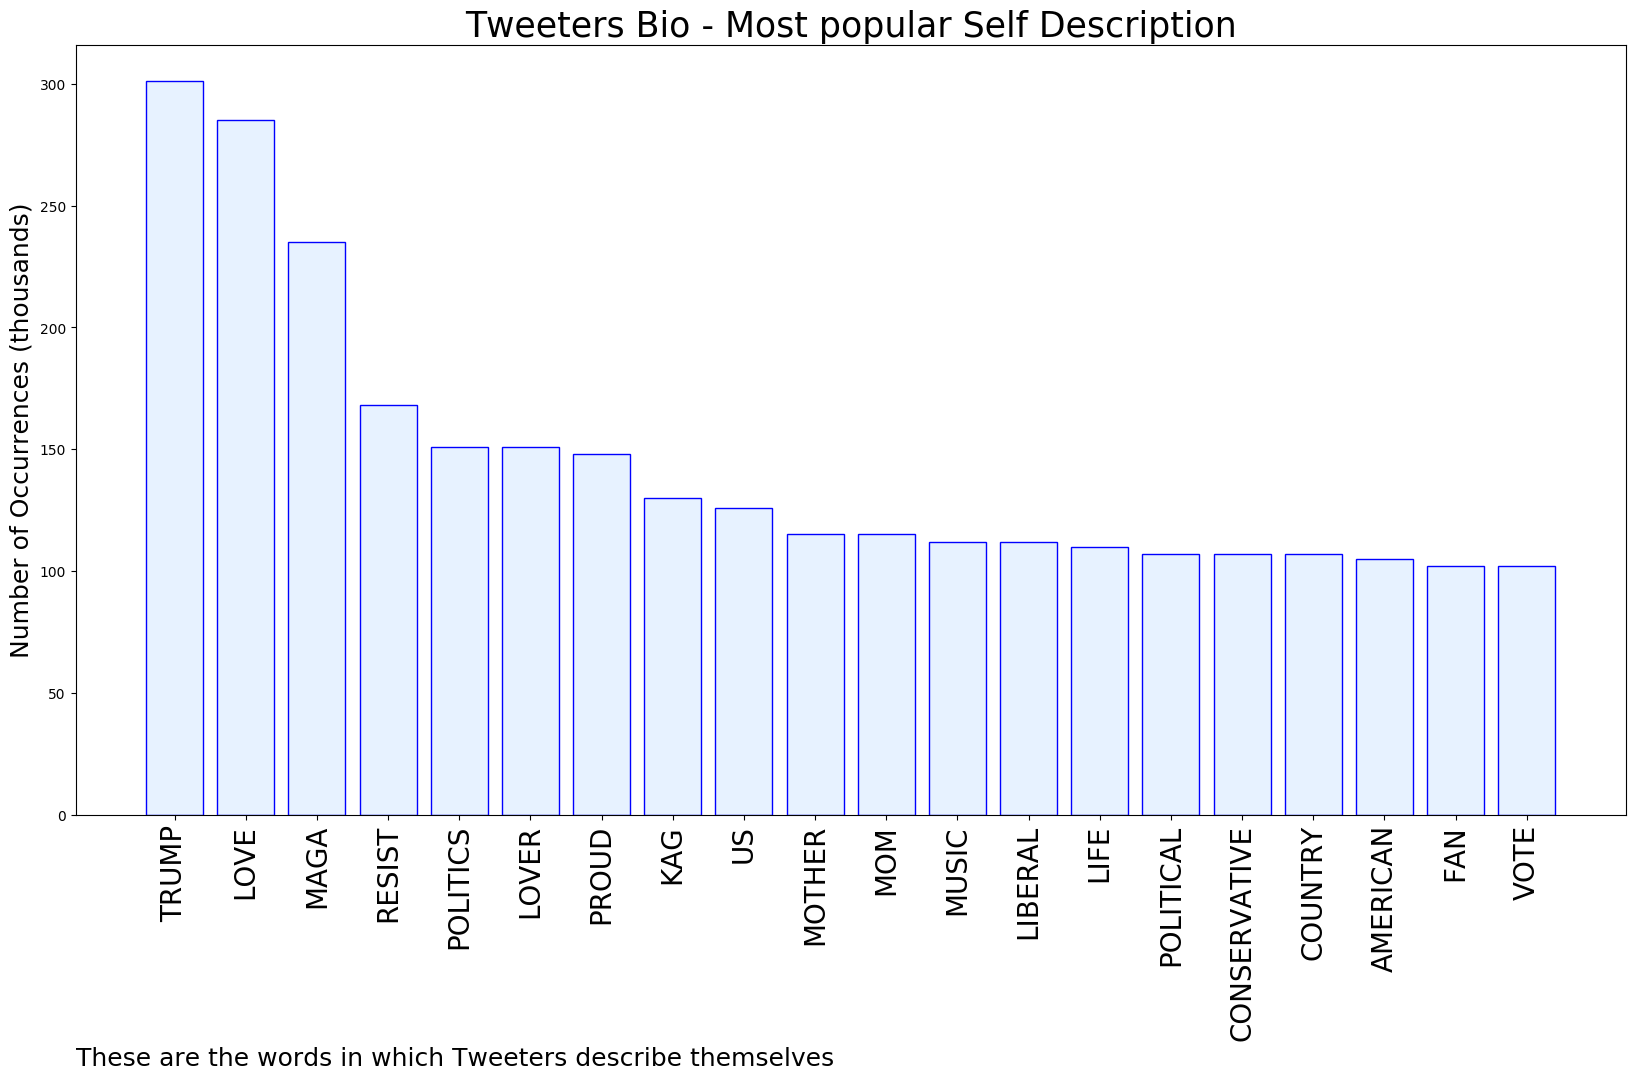 Tweeters Bio - Most popular Self Description
Number of Occurrences (thousands)
300
250
200
150
100
50
0
TRUMP
LOVE
MAGA
RESIST
POLITICS
LOVER
PROUD
KAG
US
MOTHER
MOM
MUSIC
LIBERAL
LIFE
POLITICAL
CONSERVATIVE
COUNTRY
AMERICAN
FAN
VOTE
These are the words in which Tweeters describe themselves